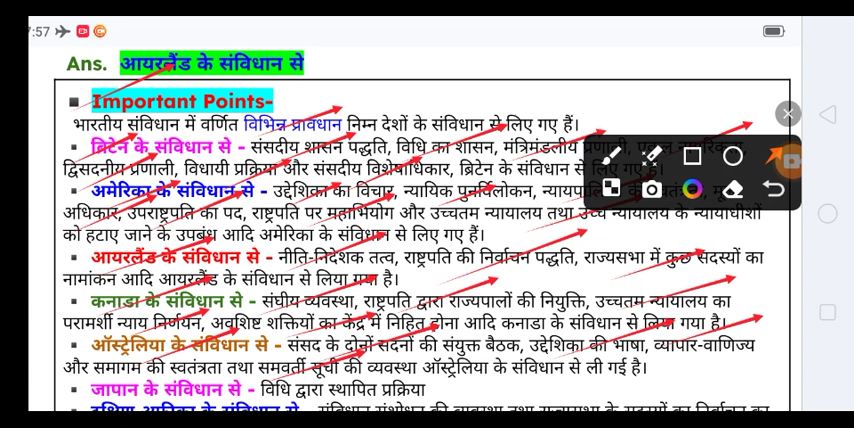 7:57
Ans. आयरलैंड के संविधान से
Important Points-
भारतीय संविधान में वर्णित विभिन्न प्रावधान निम्न देशों के संविधान से लिए गए हैं।
ब्रिटेन के संविधान से - संसदीय शासन पद्धति, विधि का शासन, मंत्रिमंडलीय प्रणाली,
द्विसदनीय प्रणाली, विधायी प्रक्रिया और संसदीय विशेषाधिकार, ब्रिटेन के संविधान से लिए गए हैं।
अमेरिका के संविधान से - उद्देशिका का विचार, न्यायिक पुनर्विलोकन,
अधिकार, उपराष्ट्रपति का पद, राष्ट्रपति पर महाभियोग और उच्चतम न्यायालय तथा उच्च न्यायालय के न्यायाधीशों
को हटाए जाने के उपबंध आदि अमेरिका के संविधान से लिए गए हैं।
आयरलैंड के संविधान से - नीति-निदेशक तत्व, राष्ट्रपति की निर्वाचन पद्धति, राज्यसभा में कुछ सदस्यों का
नामांकन आदि आयरलैंड के संविधान से लिया गया है।
कनाडा के संविधान से - संघीय व्यवस्था, राष्ट्रपति द्वारा राज्यपालों की नियुक्ति, उच्चतम न्यायालय का
परामर्शी न्याय निर्णयन, अवशिष्ट शक्तियों का केंद्र में निहित होना आदि कनाडा के संविधान से लिया गया है।
ऑस्ट्रेलिया के संविधान से - संसद के दोनों सदनों की संयुक्त बैठक, उद्देशिका की भाषा, व्यापार-वाणिज्य
और समागम की स्वतंत्रता तथा समवर्ती सूची की व्यवस्था ऑस्ट्रेलिया के संविधान से ली गई है।
जापान के संविधान से - विधि द्वारा स्थापित प्रक्रिया